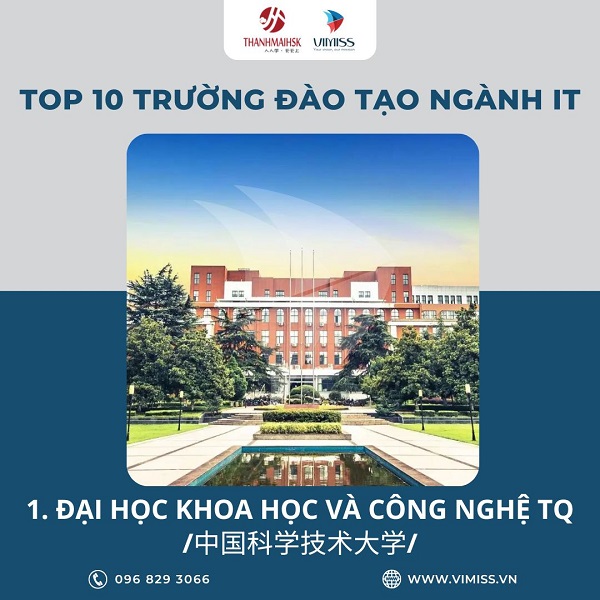 THANHMAIHSK
VIMISS
TOP 10 TRƯỜNG ĐÀO TẠO NGÀNH IT
1. ĐẠI HỌC KHOA HỌC VÀ CÔNG NGHỆ TQ
/中国科学技术大学/
096 829 3066
WWW.VIMISS.VN